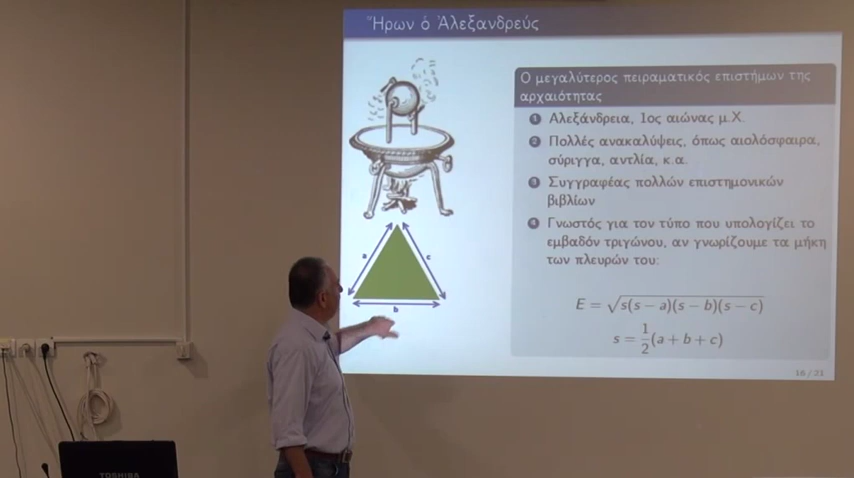 Ἥρων ὁ Ἀλεξανδρεύς
Ο μεγαλύτερος πειραματικός επιστήμων της
αρχαιότητας
1 Αλεξάνδρεια, 1ος αιώνας μ.Χ.
2 Πολλές ανακαλύψεις, όπως αιολόσφαιρα,
σύριγγα, αντλία, κ.α.
3 Συγγραφέας πολλών επιστημονικών
βιβλίων
4 Γνωστός για τον τύπο που υπολογίζει το
εμβαδόν τριγώνου, αν γνωρίζουμε τα μήκη
των πλευρών του:
E = √s(s − a)(s − b)(s − c)
s = 1/2(a + b + c)
a
c
b
16 / 21
TOSHIBA